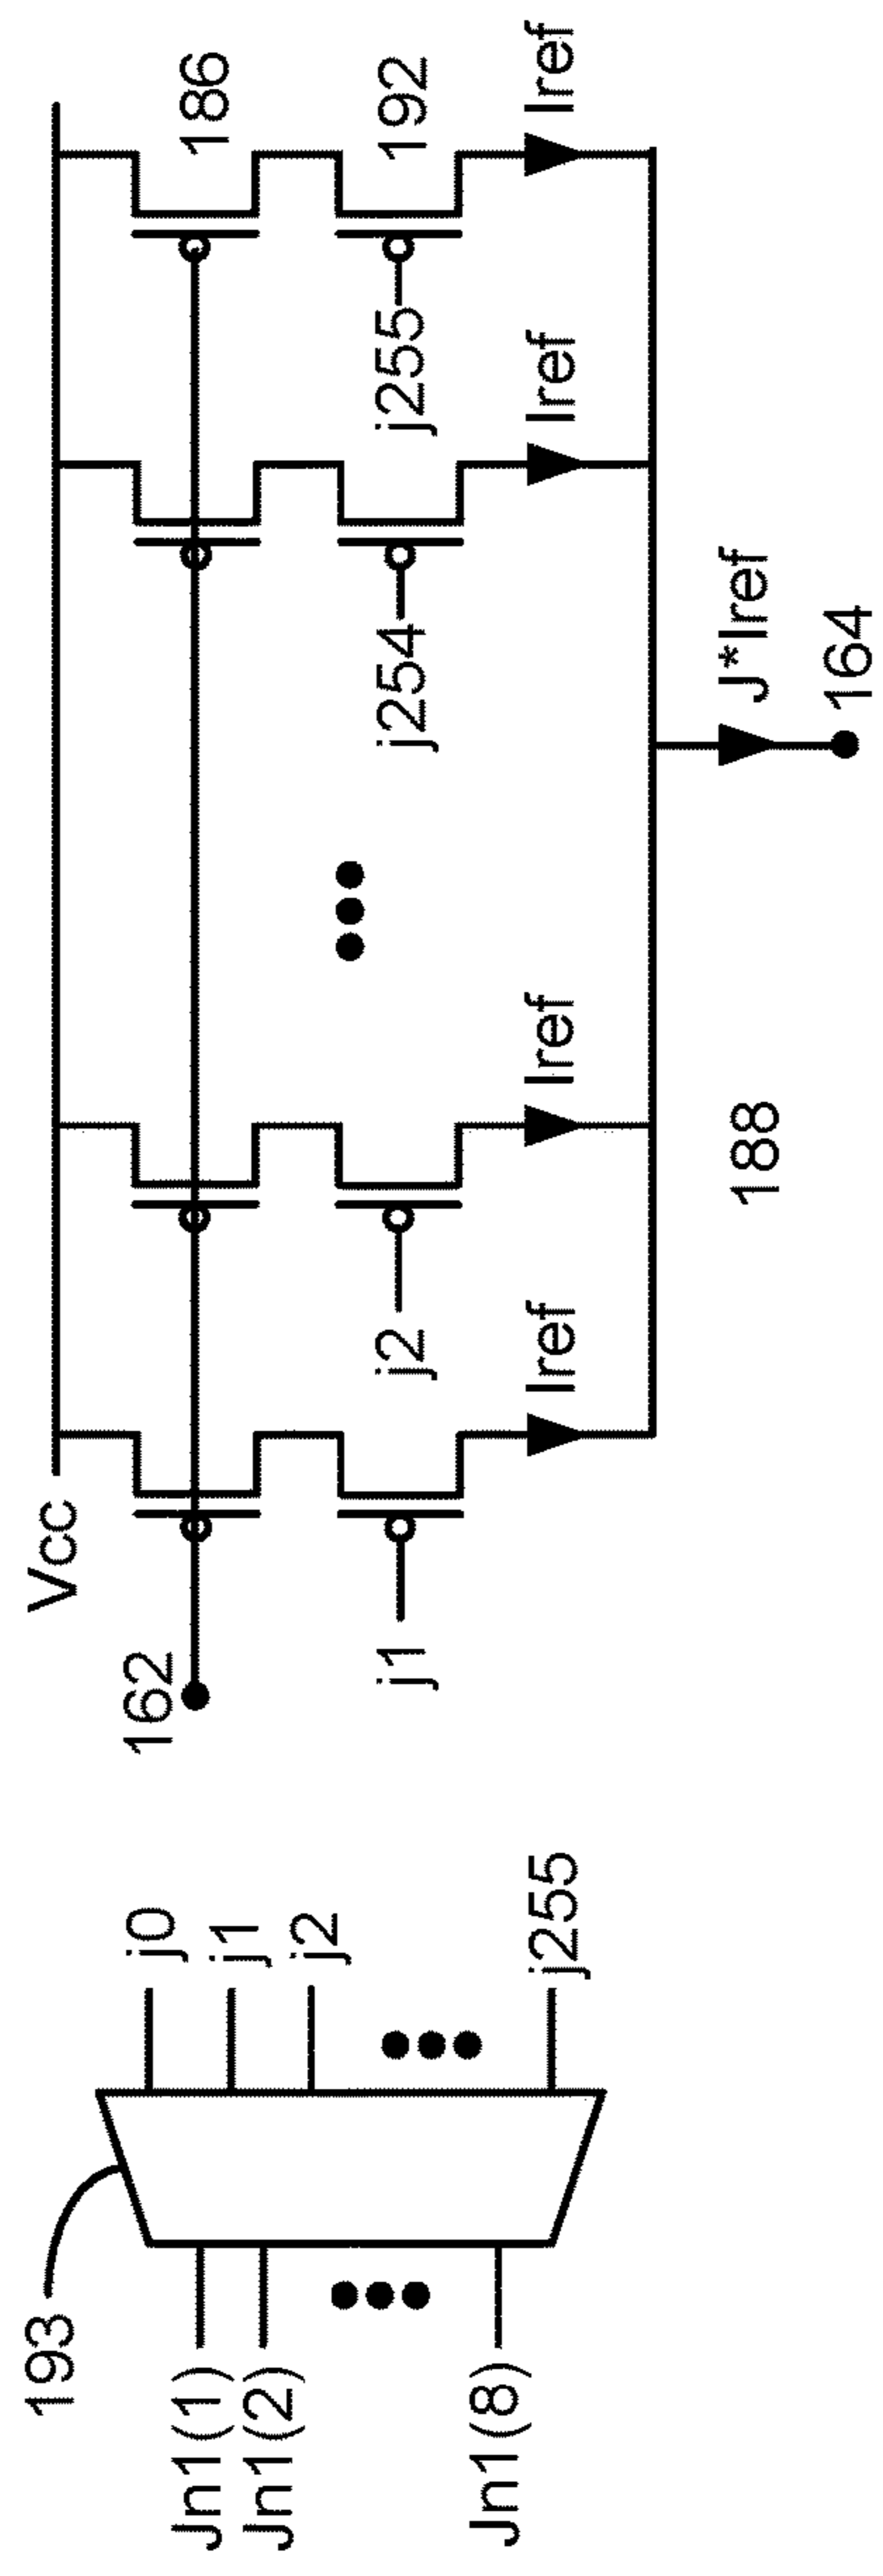 193
Jn1(1)
Jn1(2)
Jn1(8)
j0
j1
j2
j255
Vcc
162
186
192
j1
j2
j254
j255
Iref
Iref
Iref
Iref
J*Iref
164
188